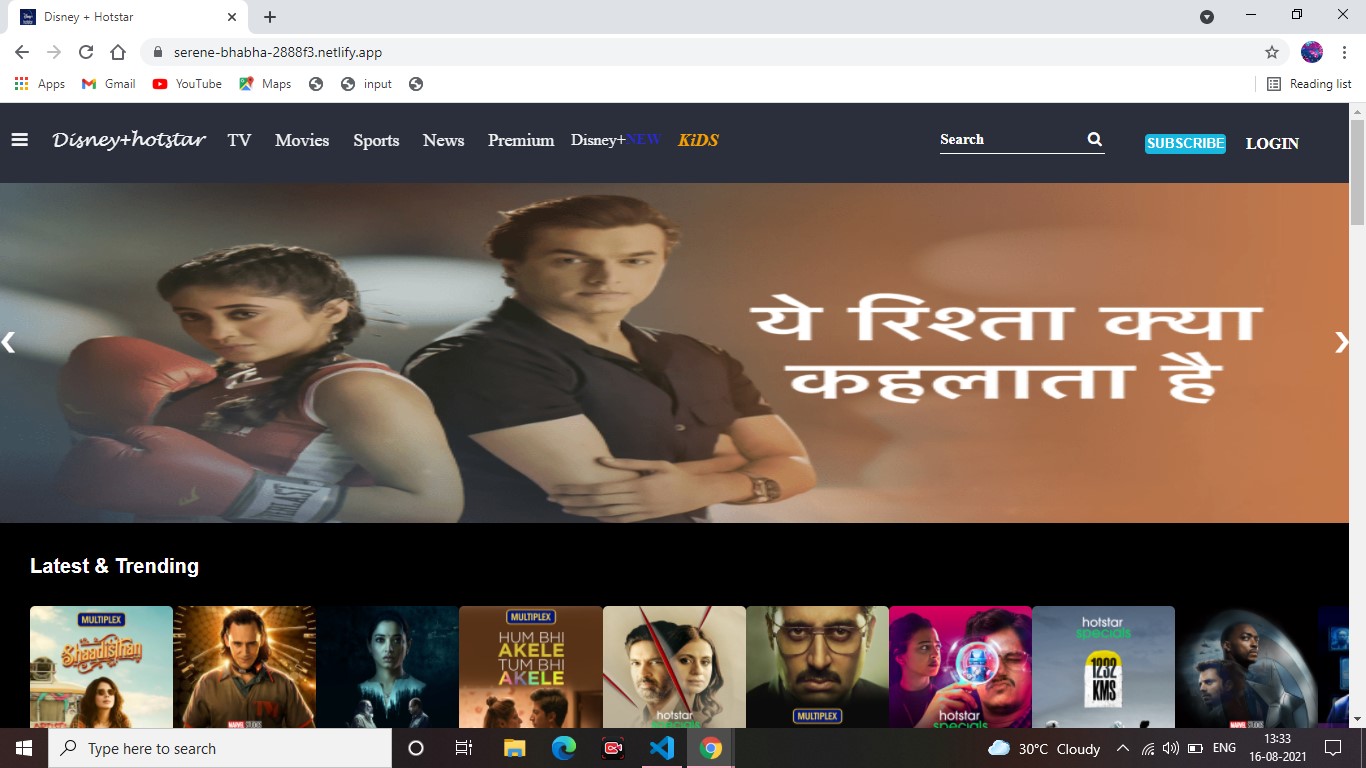 Disney + Hotstar
serene-bhabha-2888f3.netlify.app
Apps Gmail YouTube Maps input Reading list
Disney+hotstar TV Movies Sports News Premium Disney+NEW KiDS Search SUBSCRIBE LOGIN
ये रिश्ता क्या
कहलाता है
EVERLAST
Latest & Trending
MULTIPLEX
Shaadisthan
MARVEL STUDIOS
MULTIPLEX
HUM BHI
AKELE
TUM BHI
AKELE
hotstar
specials
MULTIPLEX
hotstar
specials
hotstar
specials
1232
KMS
MARVEL STUDIOS
Type here to search
30°C Cloudy
ENG
13:33
16-08-2021